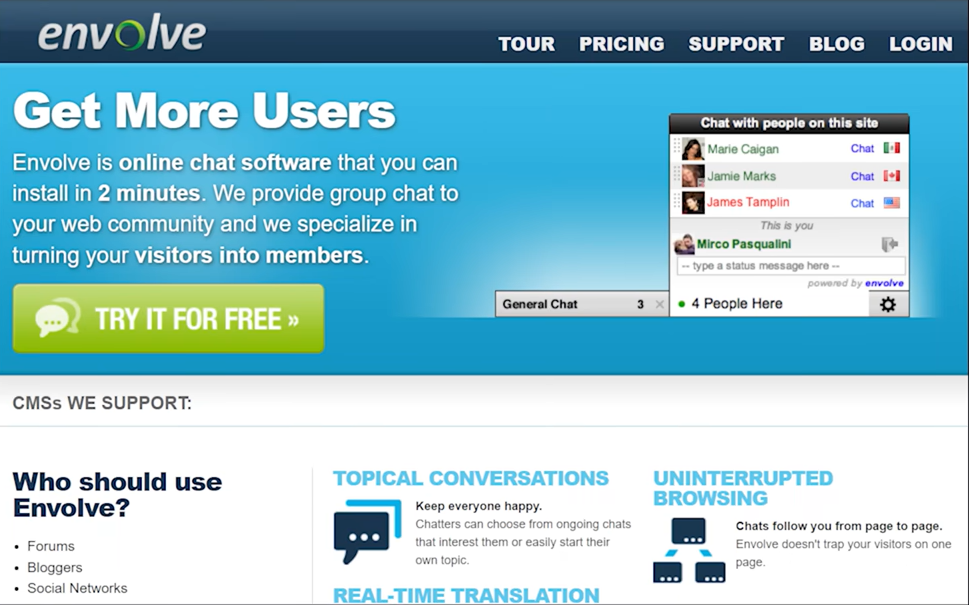 envolve
TOUR PRICING SUPPORT BLOG LOGIN
Get More Users
Envolve is online chat software that you can
install in 2 minutes. We provide group chat to
your web community and we specialize in
turning your visitors into members.
TRY IT FOR FREE »
Chat with people on this site
Marie Caigan Chat
Jamie Marks Chat
James Tamplin Chat
This is you
Mirco Pasqualini
-- type a status message here --
powered by envolve
General Chat 3 ×
4 People Here
CMSs WE SUPPORT:
Who should use
Envolve?
• Forums
• Bloggers
• Social Networks
TOPICAL CONVERSATIONS
Keep everyone happy.
Chatters can choose from ongoing chats
that interest them or easily start their
own topic.
REAL-TIME TRANSLATION
UNINTERRUPTED
BROWSING
Chats follow you from page to page.
Envolve doesn't trap your visitors on one
page.